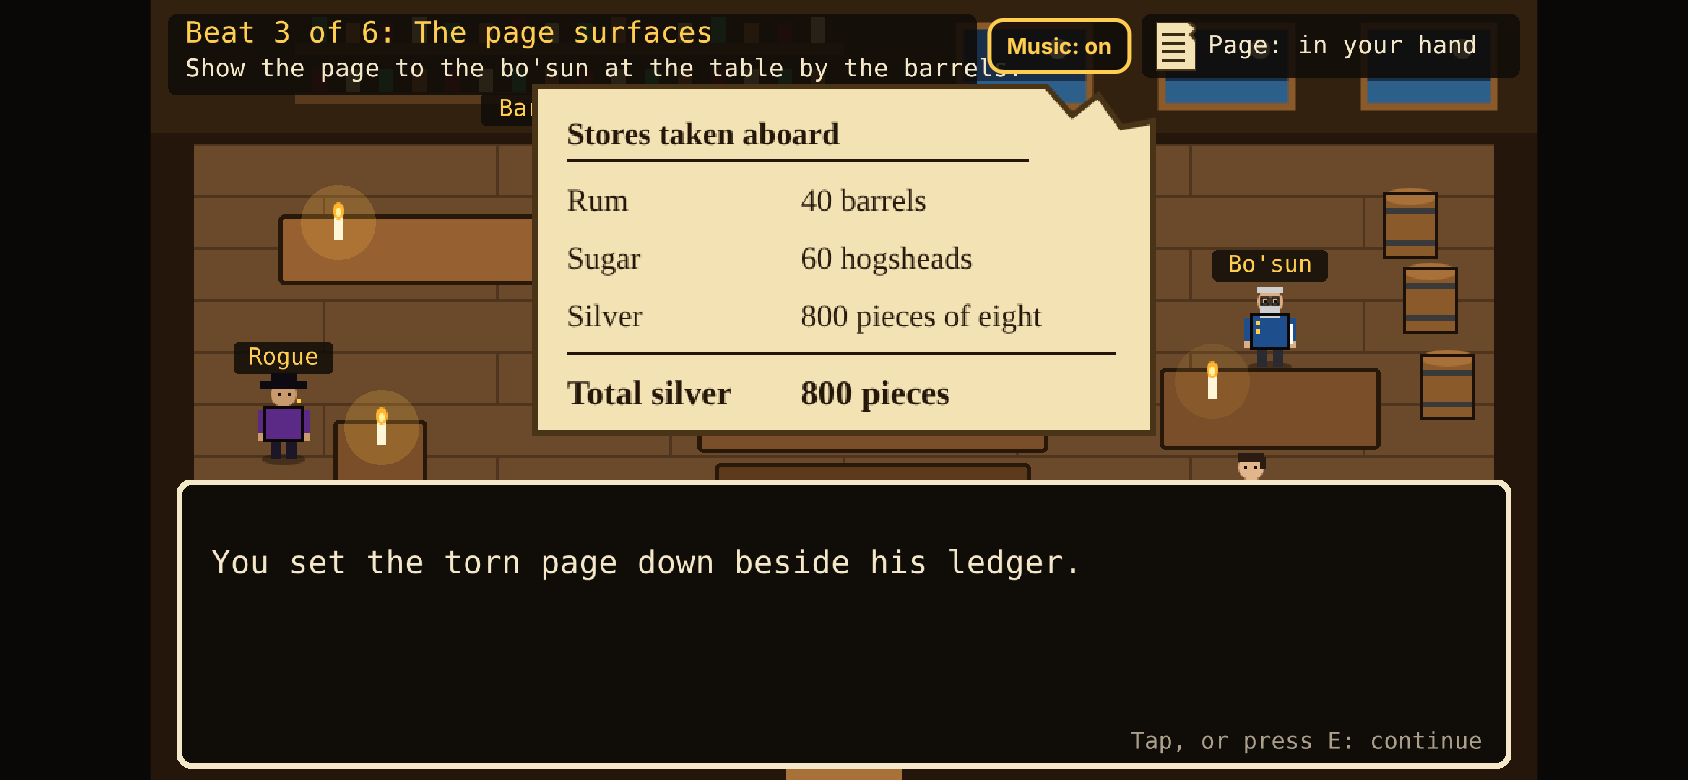 Beat 3 of 6: The page surfaces
Show the page to the bo'sun at the table by the barrels.
Music: on
Page: in your hand
Stores taken aboard
Rum 40 barrels
Sugar 60 hogsheads
Silver 800 pieces of eight
Total silver 800 pieces
Bo'sun
Rogue
You set the torn page down beside his ledger.
Tap, or press E: continue